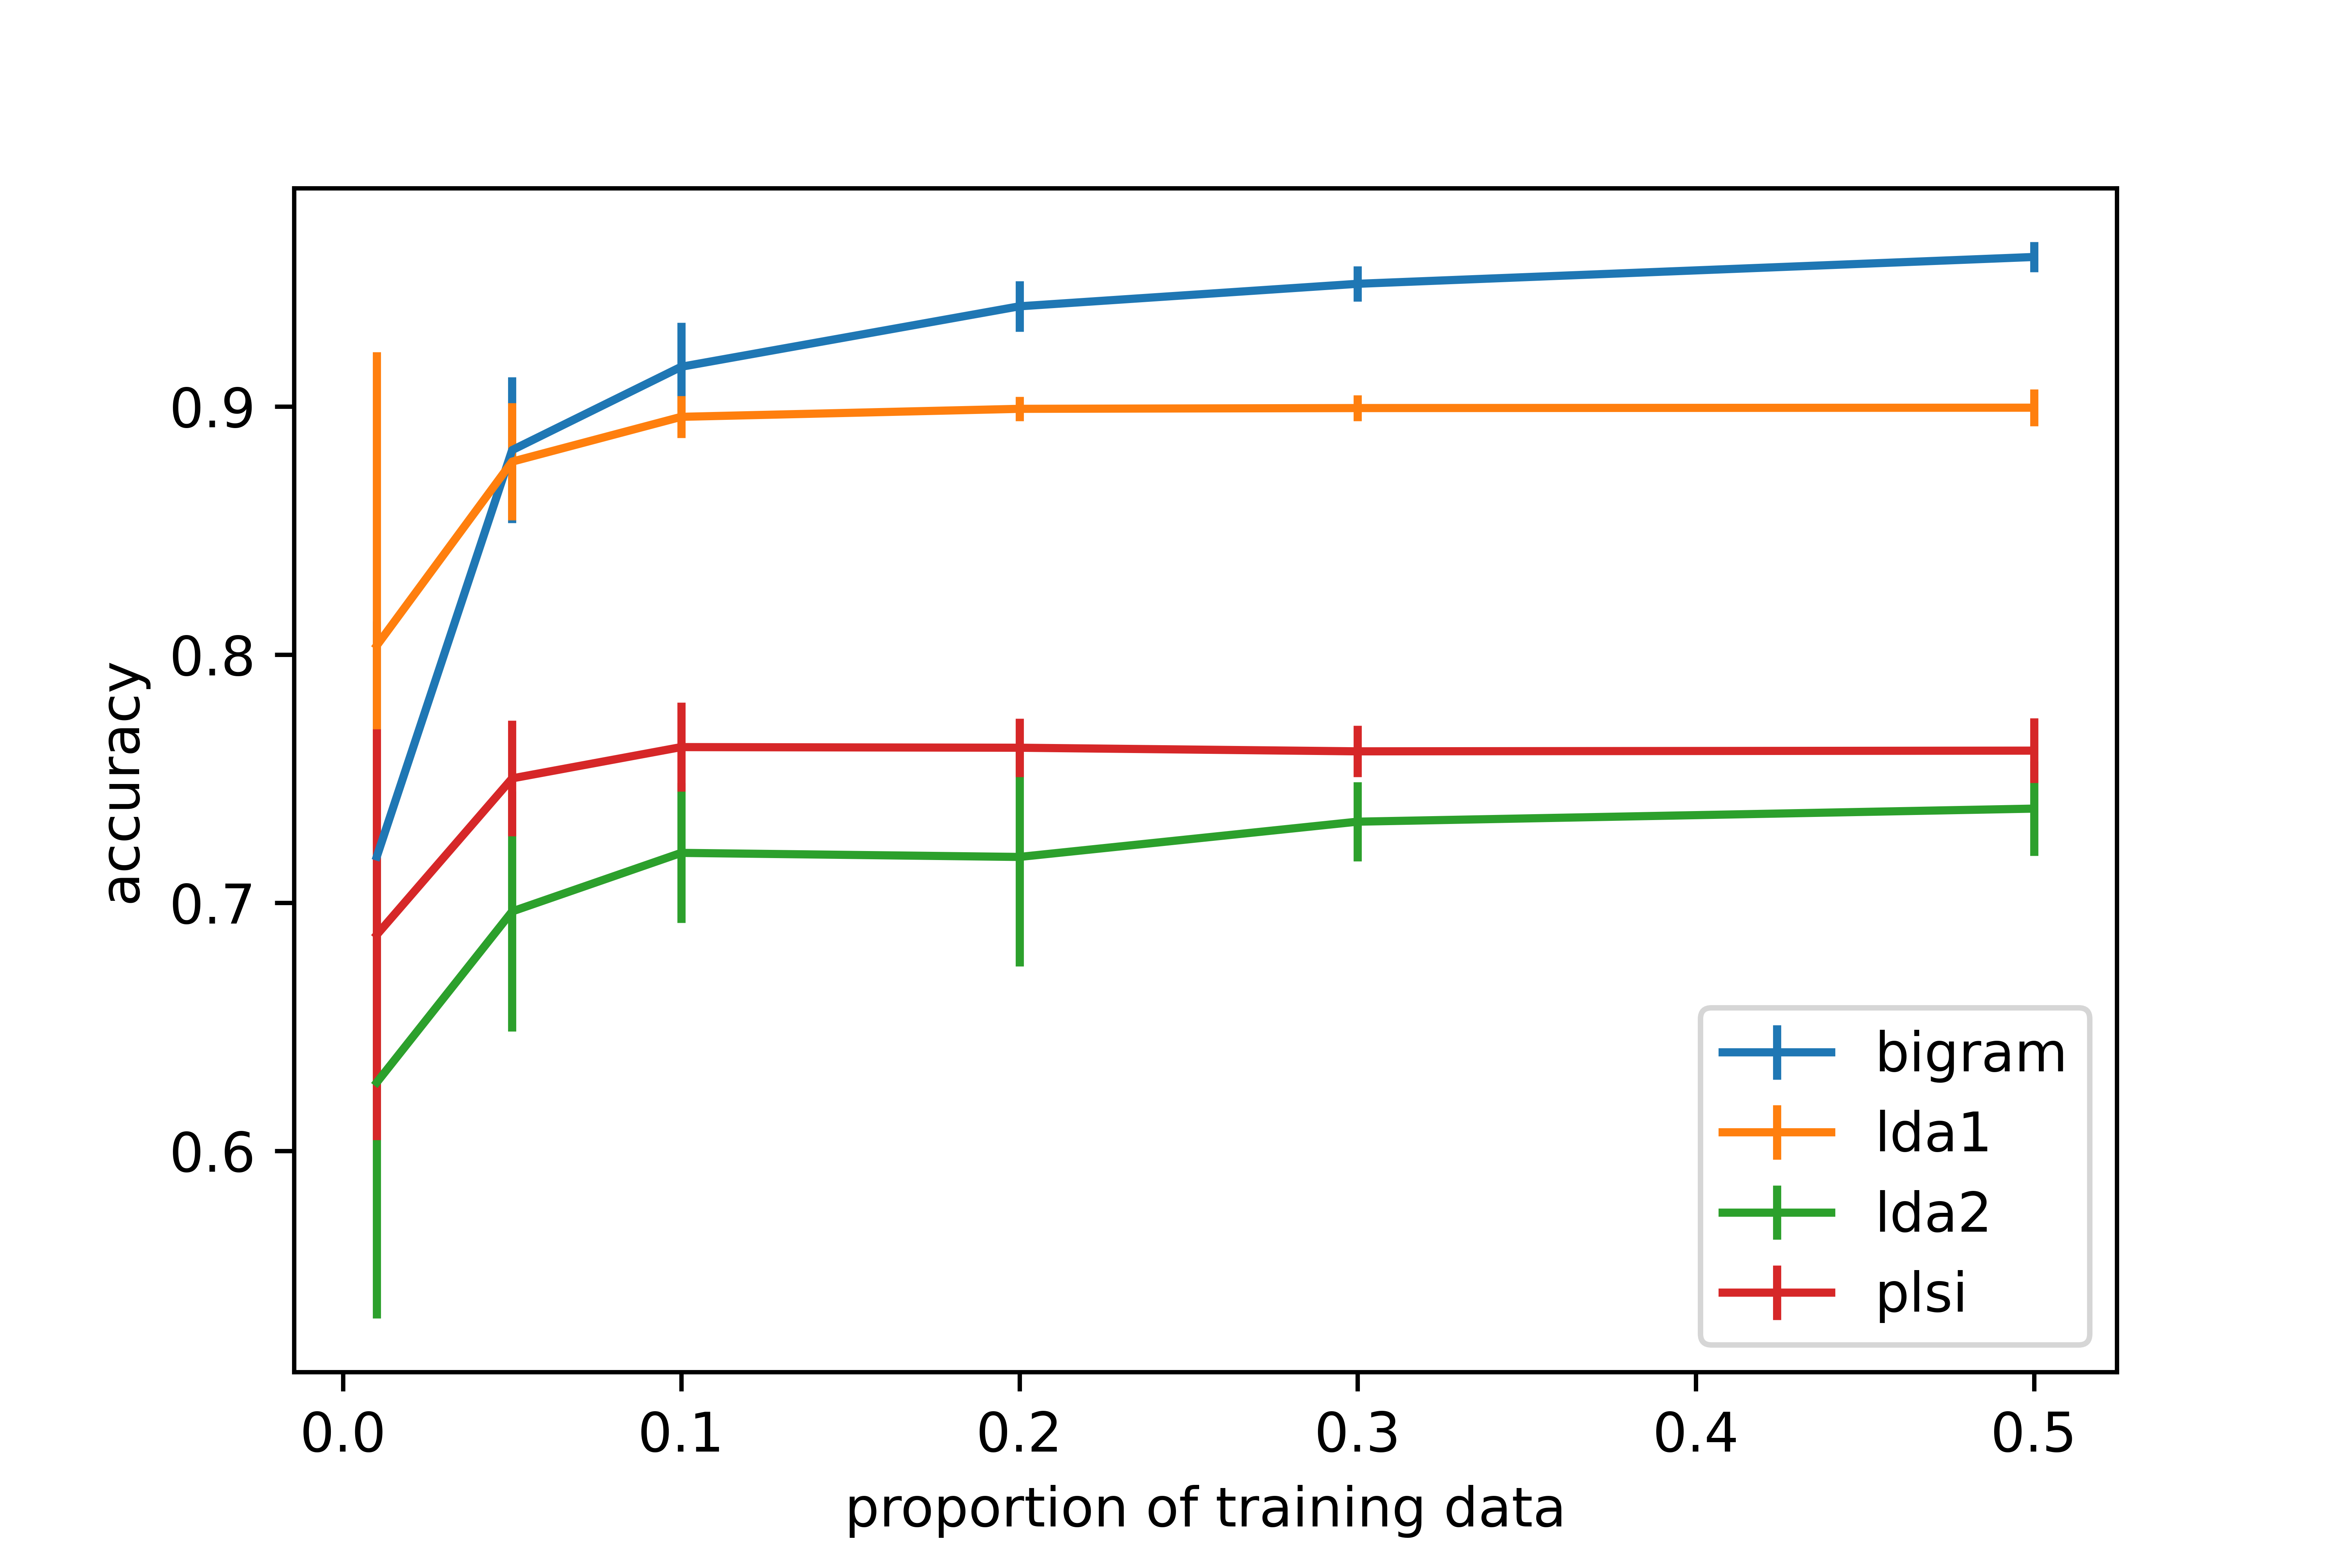 accuracy
0.9
0.8
0.7
0.6
bigram
lda1
lda2
plsi
0.0 0.1 0.2 0.3 0.4 0.5
proportion of training data